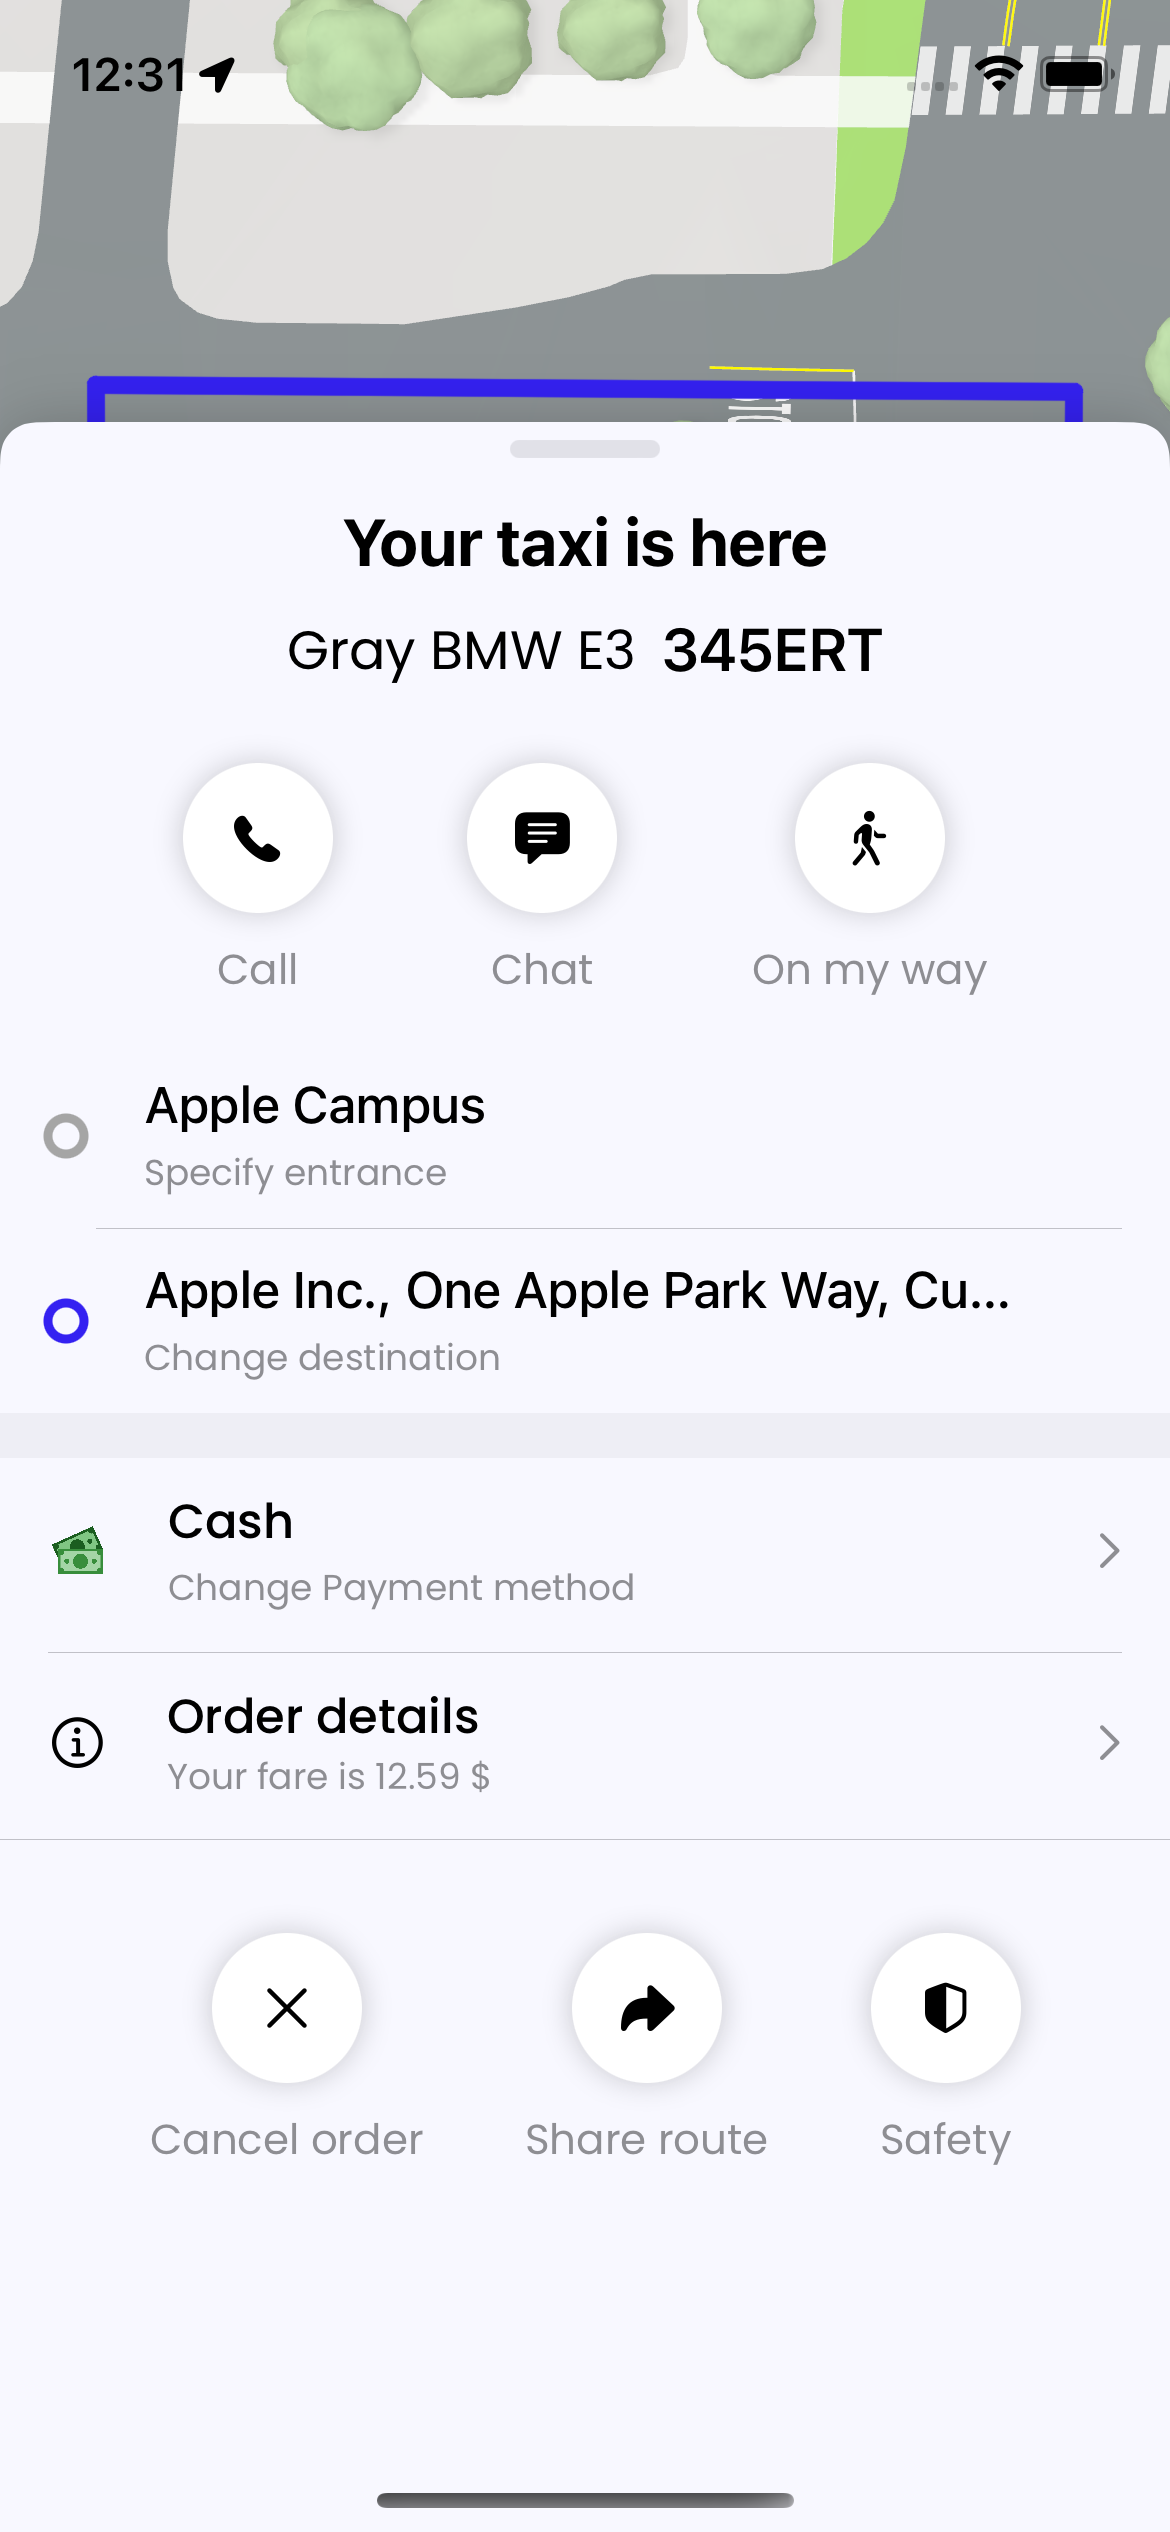 12:31
Your taxi is here
Gray BMW E3 345ERT
Call
Chat
On my way
Apple Campus
Specify entrance
Apple Inc., One Apple Park Way, Cu...
Change destination
Cash
Change Payment method
Order details
Your fare is 12.59 $
Cancel order
Share route
Safety